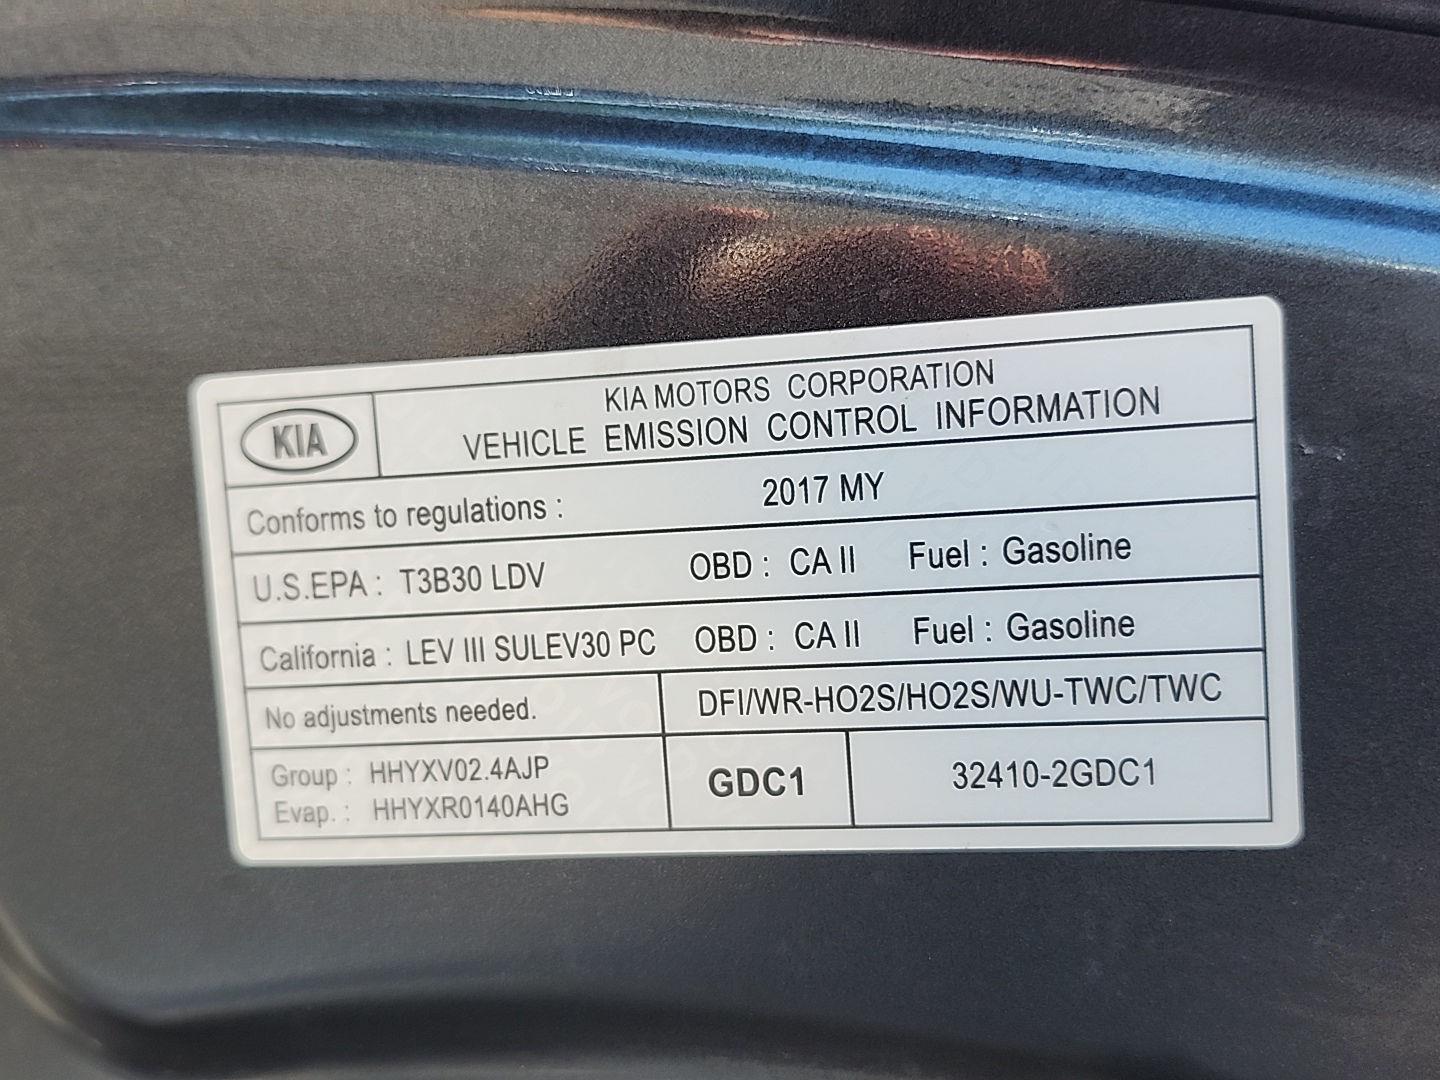 KIA
KIA MOTORS CORPORATION
VEHICLE EMISSION CONTROL INFORMATION
Conforms to regulations : 2017 MY
U.S.EPA : T3B30 LDV OBD : CA II Fuel : Gasoline
California : LEV III SULEV30 PC OBD : CA II Fuel : Gasoline
No adjustments needed. DFI/WR-HO2S/HO2S/WU-TWC/TWC
Group : HHYXV02.4AJP
Evap. : HHYXR0140AHG
GDC1
32410-2GDC1